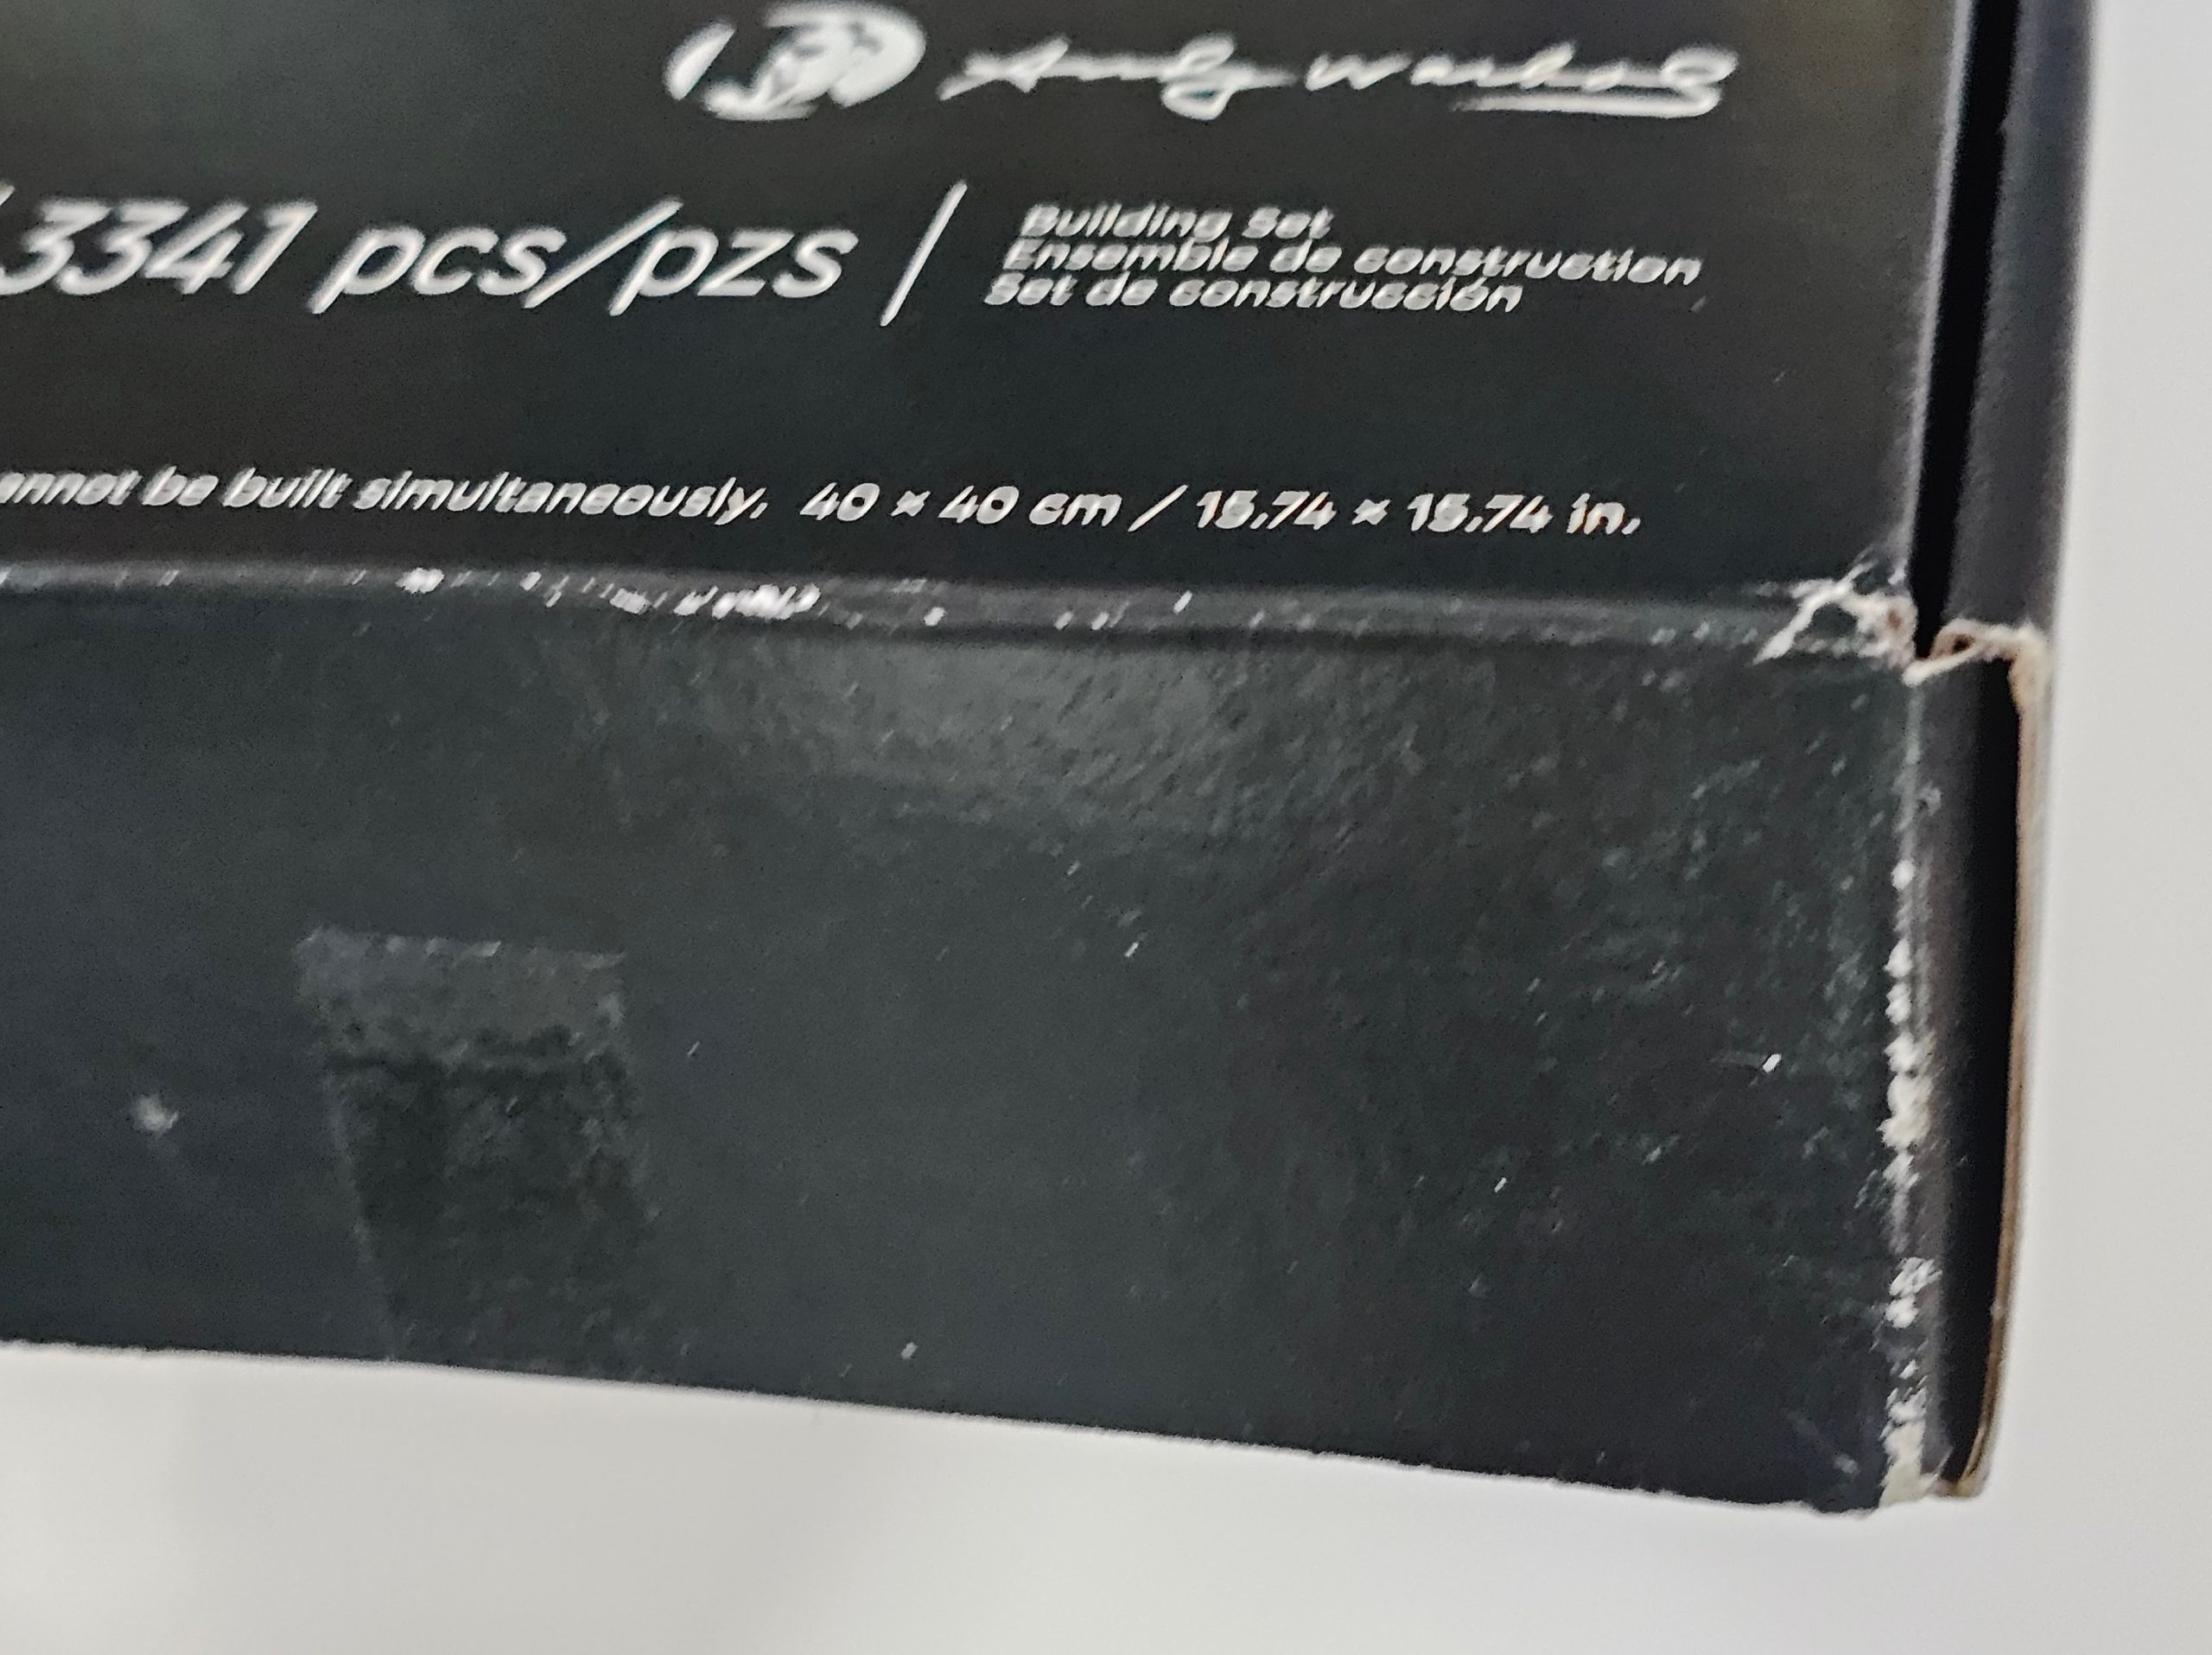 Andy Warhol
3341 pcs/pzs
Building Set
Ensemble de construction
Set de construcción
annot be built simultaneously. 40 × 40 cm / 15.74 × 15.74 in.